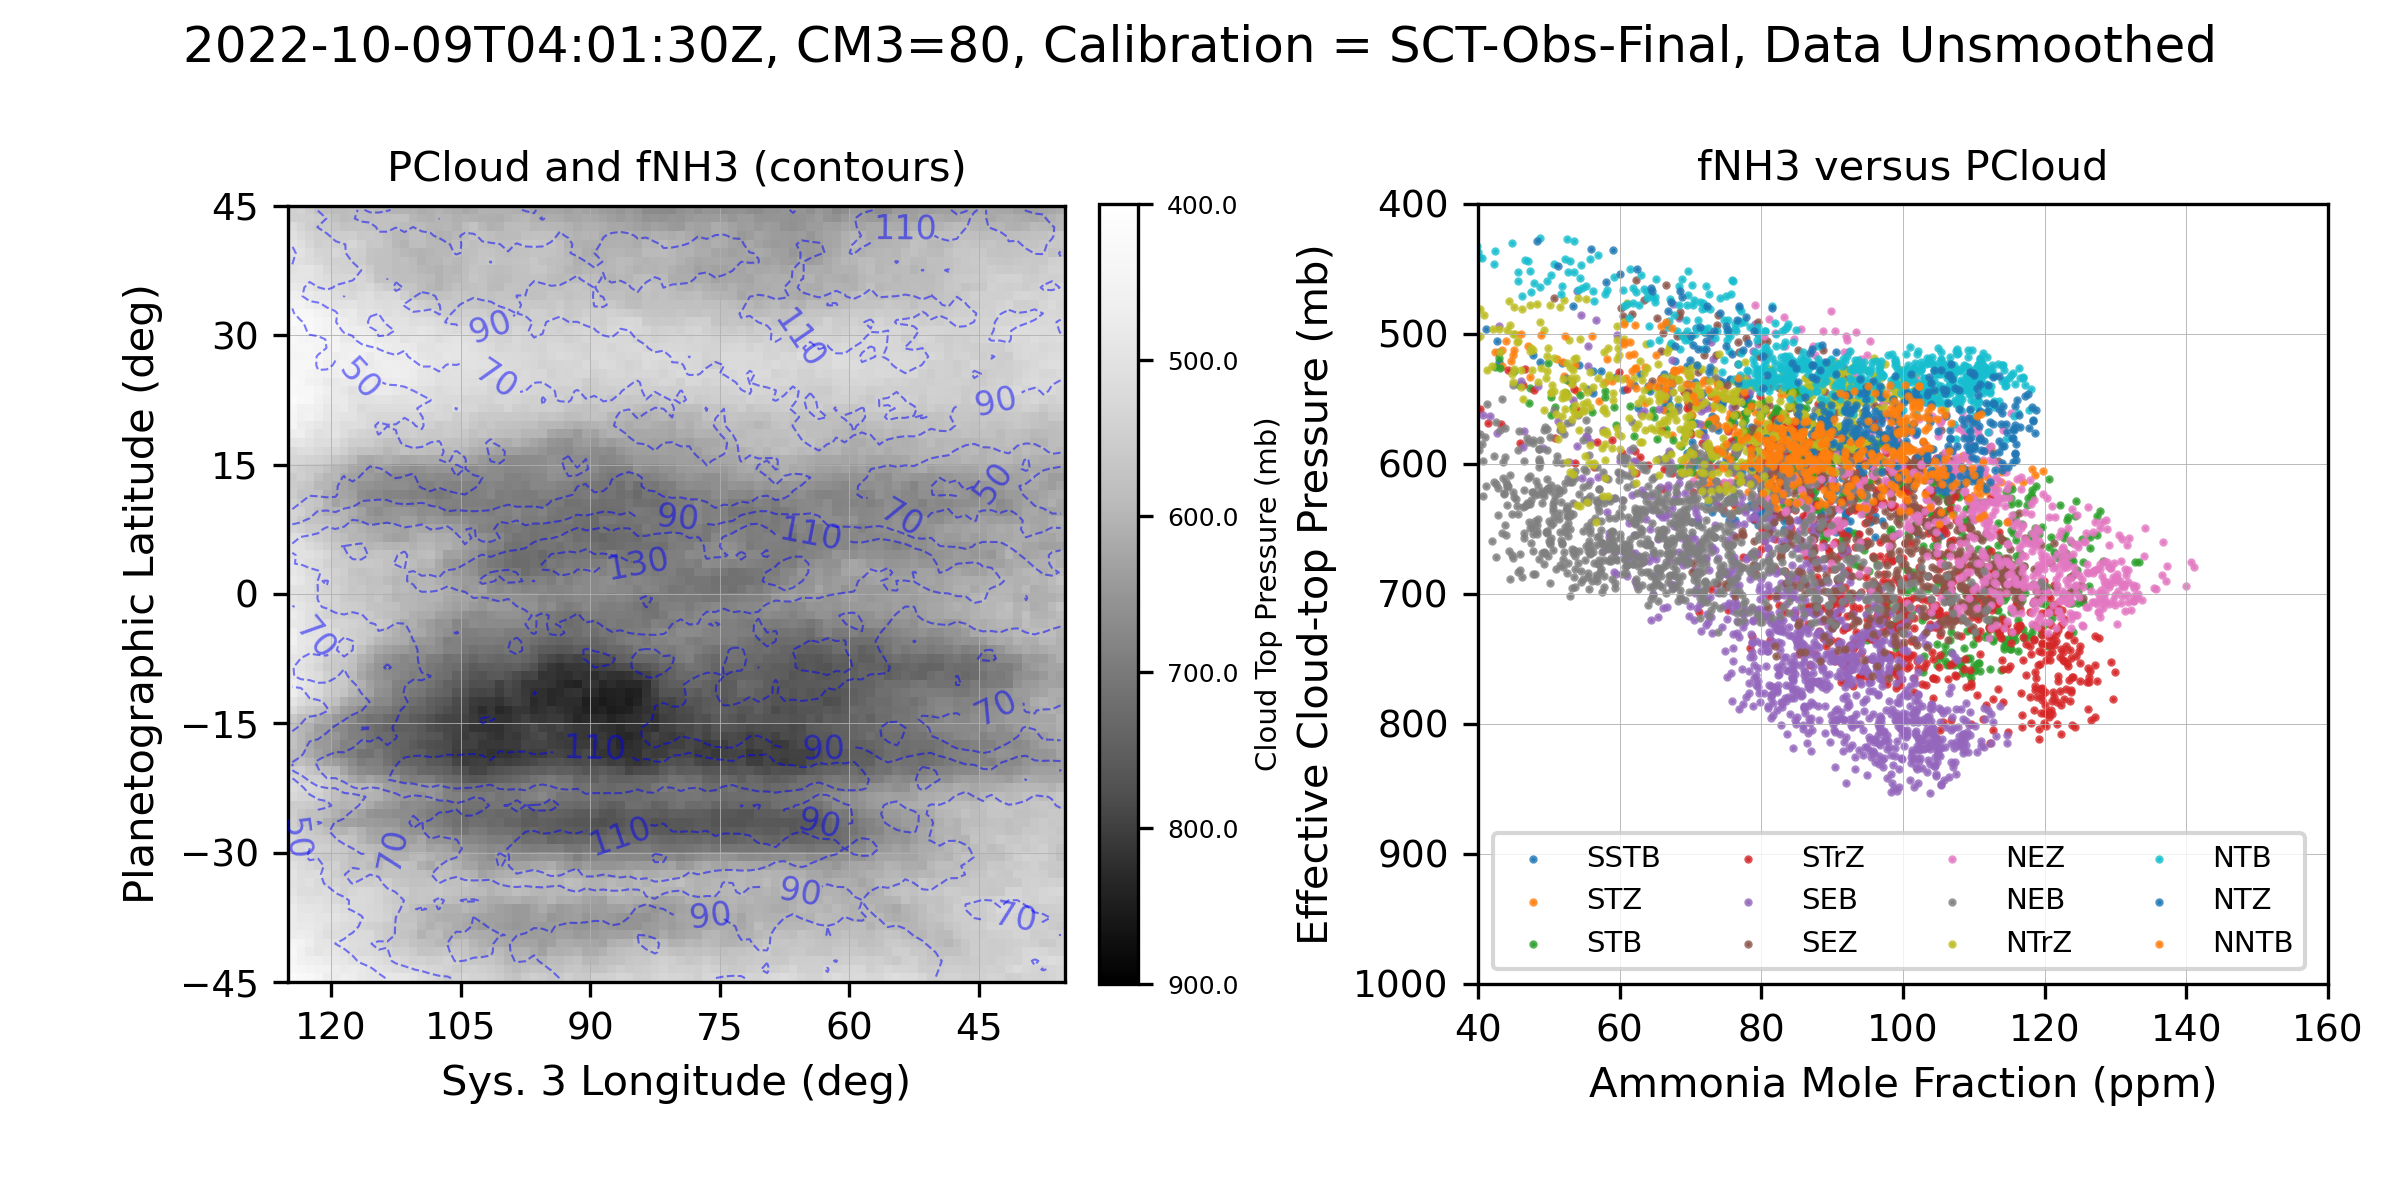 2022-10-09T04:01:30Z, CM3=80, Calibration = SCT-Obs-Final, Data Unsmoothed
PCloud and fNH3 (contours)
Planetographic Latitude (deg)
45
30
15
0
−15
−30
−45
110
90
110
50
70
90
50
90
110
70
130
70
70
110
90
50
70
110
90
90
90
70
120
105
90
75
60
45
Sys. 3 Longitude (deg)
400.0
500.0
600.0
700.0
800.0
900.0
Cloud Top Pressure (mb)
fNH3 versus PCloud
Effective Cloud-top Pressure (mb)
400
500
600
700
800
900
1000
SSTB
STZ
STB
STrZ
SEB
SEZ
NEZ
NEB
NTrZ
NTB
NTZ
NNTB
40
60
80
100
120
140
160
Ammonia Mole Fraction (ppm)